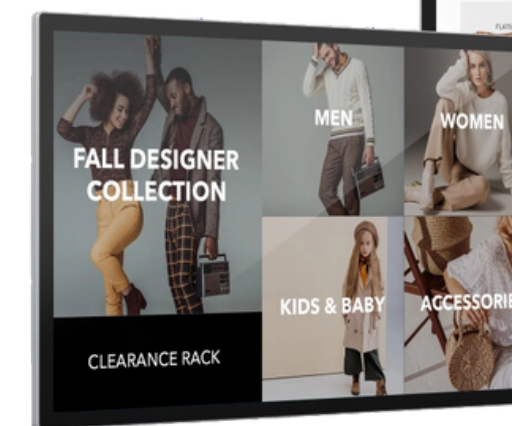 FALL DESIGNER
COLLECTION
CLEARANCE RACK
MEN
WOMEN
KIDS & BABY
ACCESSORIE